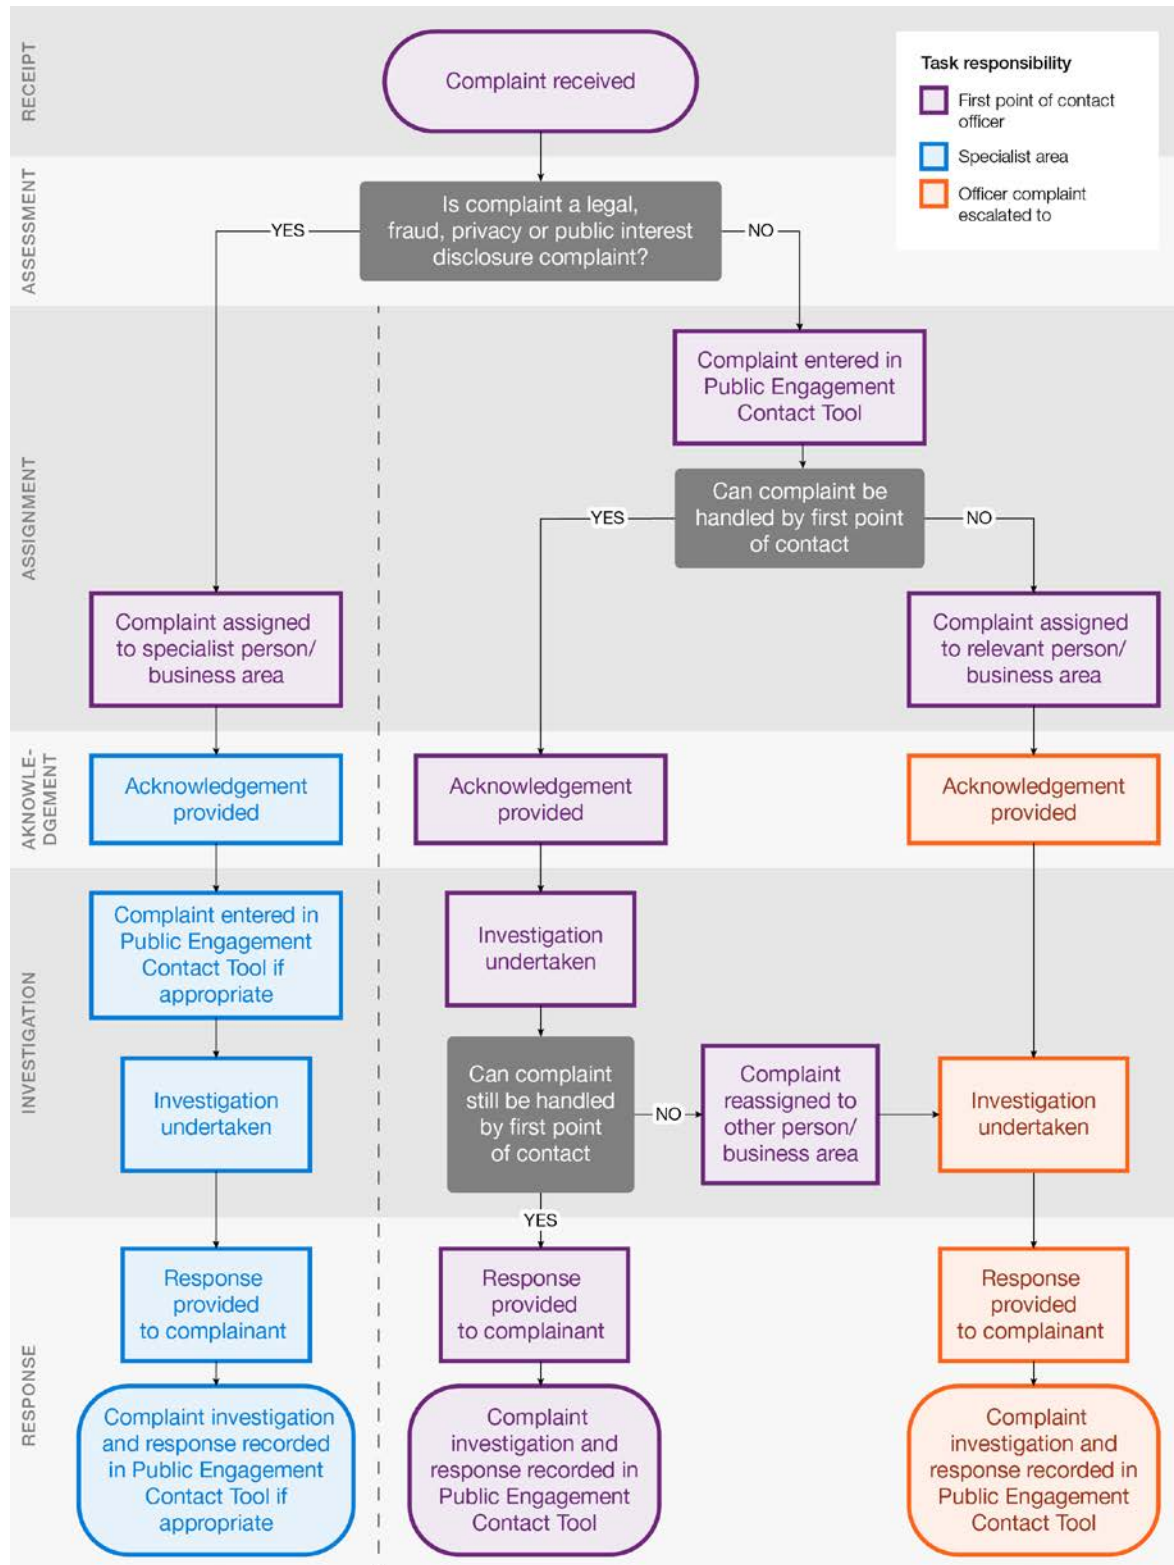 RECEIPT
Complaint received
Task responsibility
First point of contact
officer
Specialist area
Officer complaint
escalated to
ASSESSMENT
Is complaint a legal,
fraud, privacy or public interest
disclosure complaint?
YES
NO
ASSIGNMENT
Complaint entered in
Public Engagement
Contact Tool
Can complaint be
handled by first point
of contact
YES
NO
Complaint assigned
to specialist person/
business area
Complaint assigned
to relevant person/
business area
AKNOWLE-
DGEMENT
Acknowledgement
provided
Acknowledgement
provided
Acknowledgement
provided
INVESTIGATION
Complaint entered in
Public Engagement
Contact Tool if
appropriate
Investigation
undertaken
Investigation
undertaken
Can complaint
still be handled
by first point
of contact
NO
Complaint
reassigned to
other person/
business area
Investigation
undertaken
YES
RESPONSE
Response
provided
to complainant
Response
provided
to complainant
Response
provided
to complainant
Complaint investigation
and response recorded
in Public Engagement
Contact Tool if
appropriate
Complaint
investigation and
response recorded in
Public Engagement
Contact Tool
Complaint
investigation and
response recorded in
Public Engagement
Contact Tool